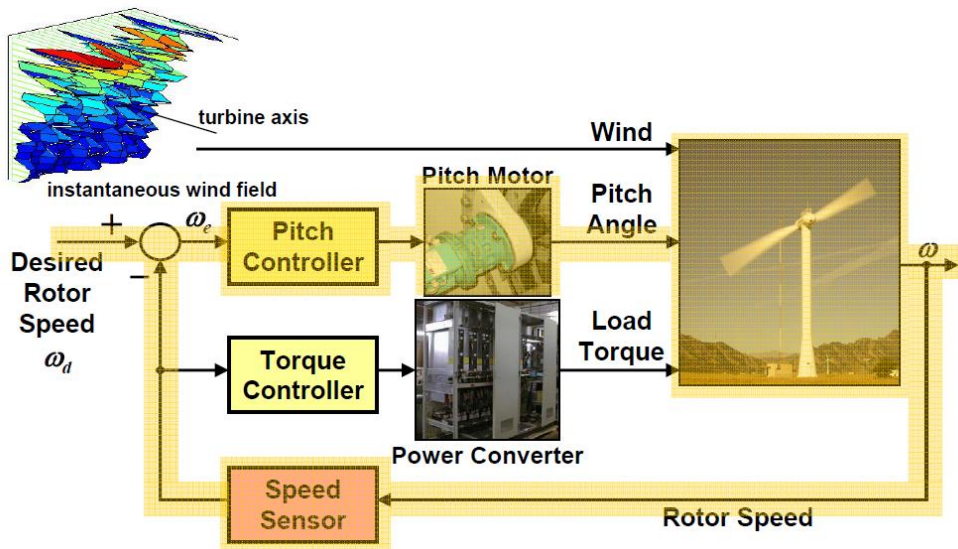 turbine axis
Wind
instantaneous wind field
Pitch Motor
+
ωe
Pitch
Controller
Pitch
Angle
−
Desired
Rotor
Speed
ωd
ω
Torque
Controller
Load
Torque
Power Converter
Speed
Sensor
Rotor Speed